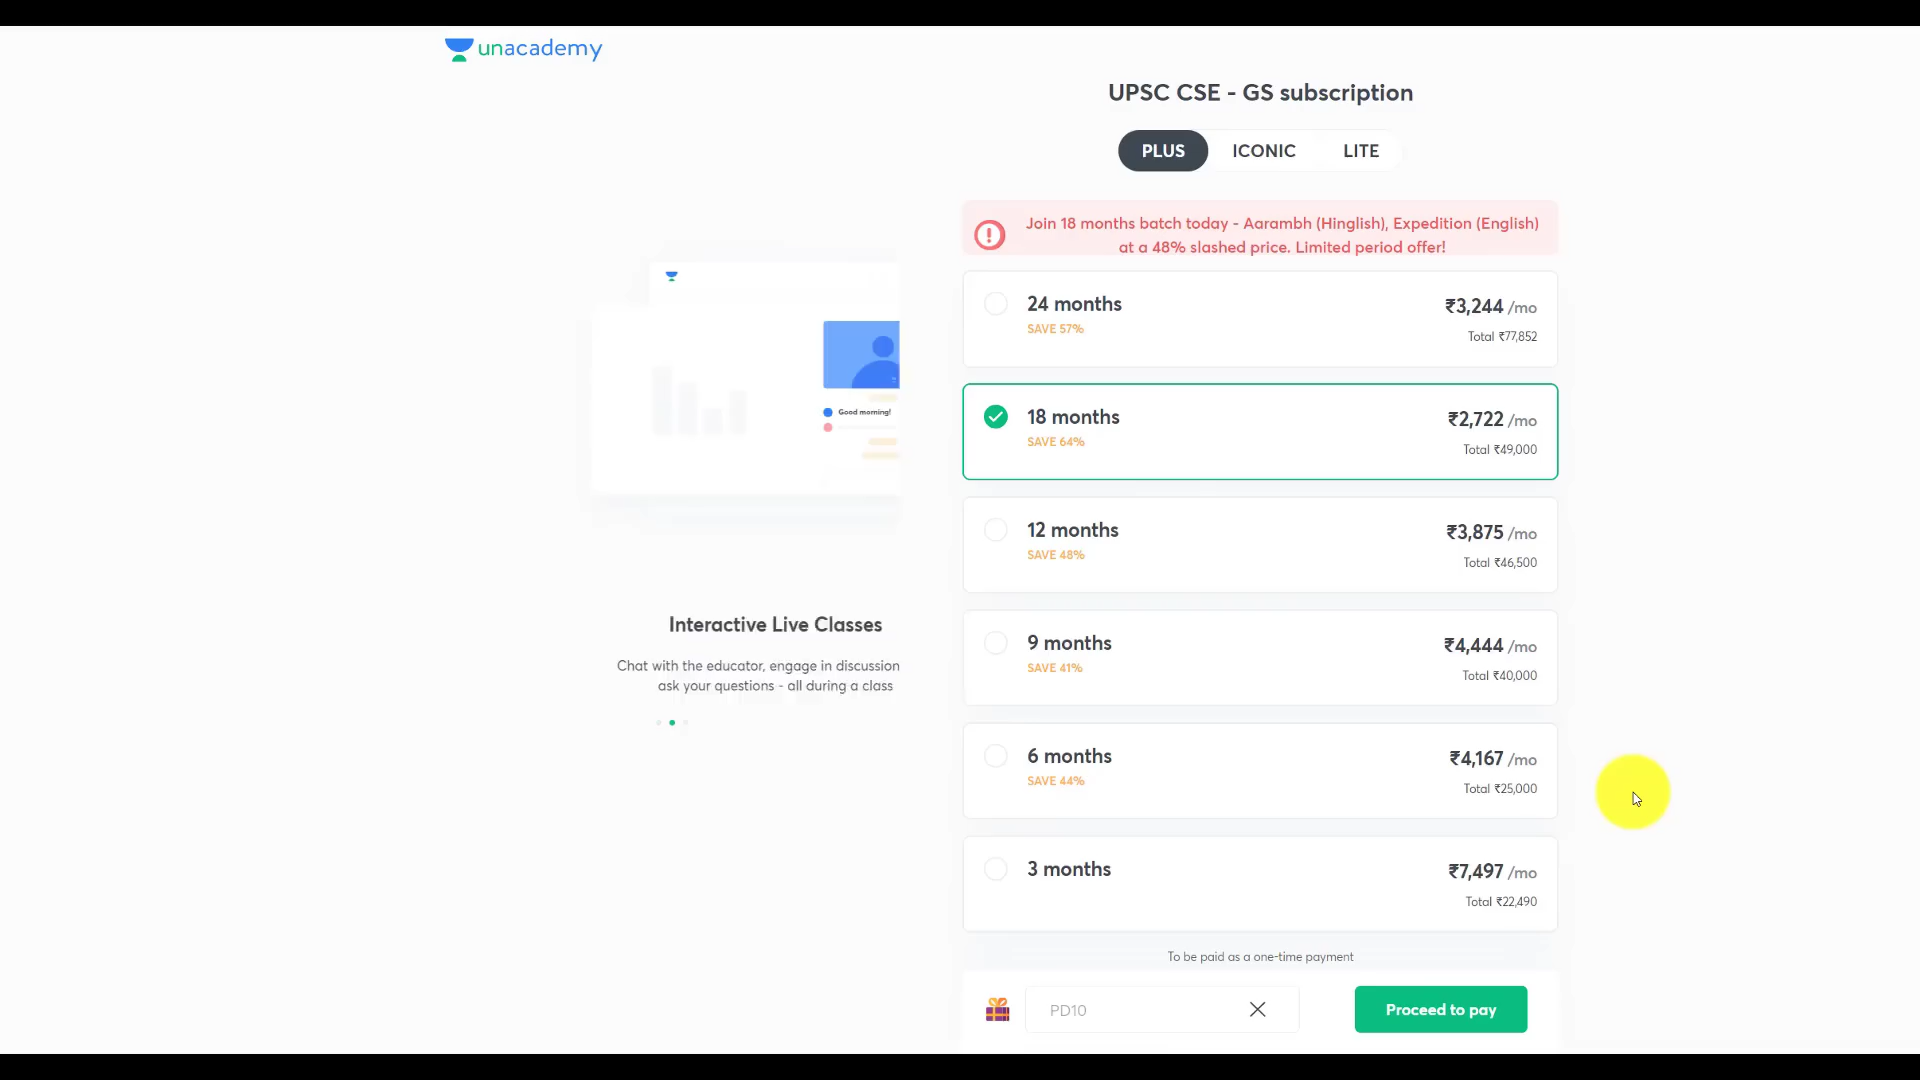 unacademy
UPSC CSE - GS subscription
PLUS ICONIC LITE
Join 18 months batch today - Aarambh (Hinglish), Expedition (English)
at a 48% slashed price. Limited period offer!
24 months ₹3,244 /mo
SAVE 57% Total ₹77,852
18 months ₹2,722 /mo
SAVE 64% Total ₹49,000
12 months ₹3,875 /mo
SAVE 48% Total ₹46,500
9 months ₹4,444 /mo
SAVE 41% Total ₹40,000
6 months ₹4,167 /mo
SAVE 44% Total ₹25,000
3 months ₹7,497 /mo
Total ₹22,490
To be paid as a one-time payment
PD10 Proceed to pay
Good morning!
Interactive Live Classes
Chat with the educator, engage in discussion
ask your questions - all during a class